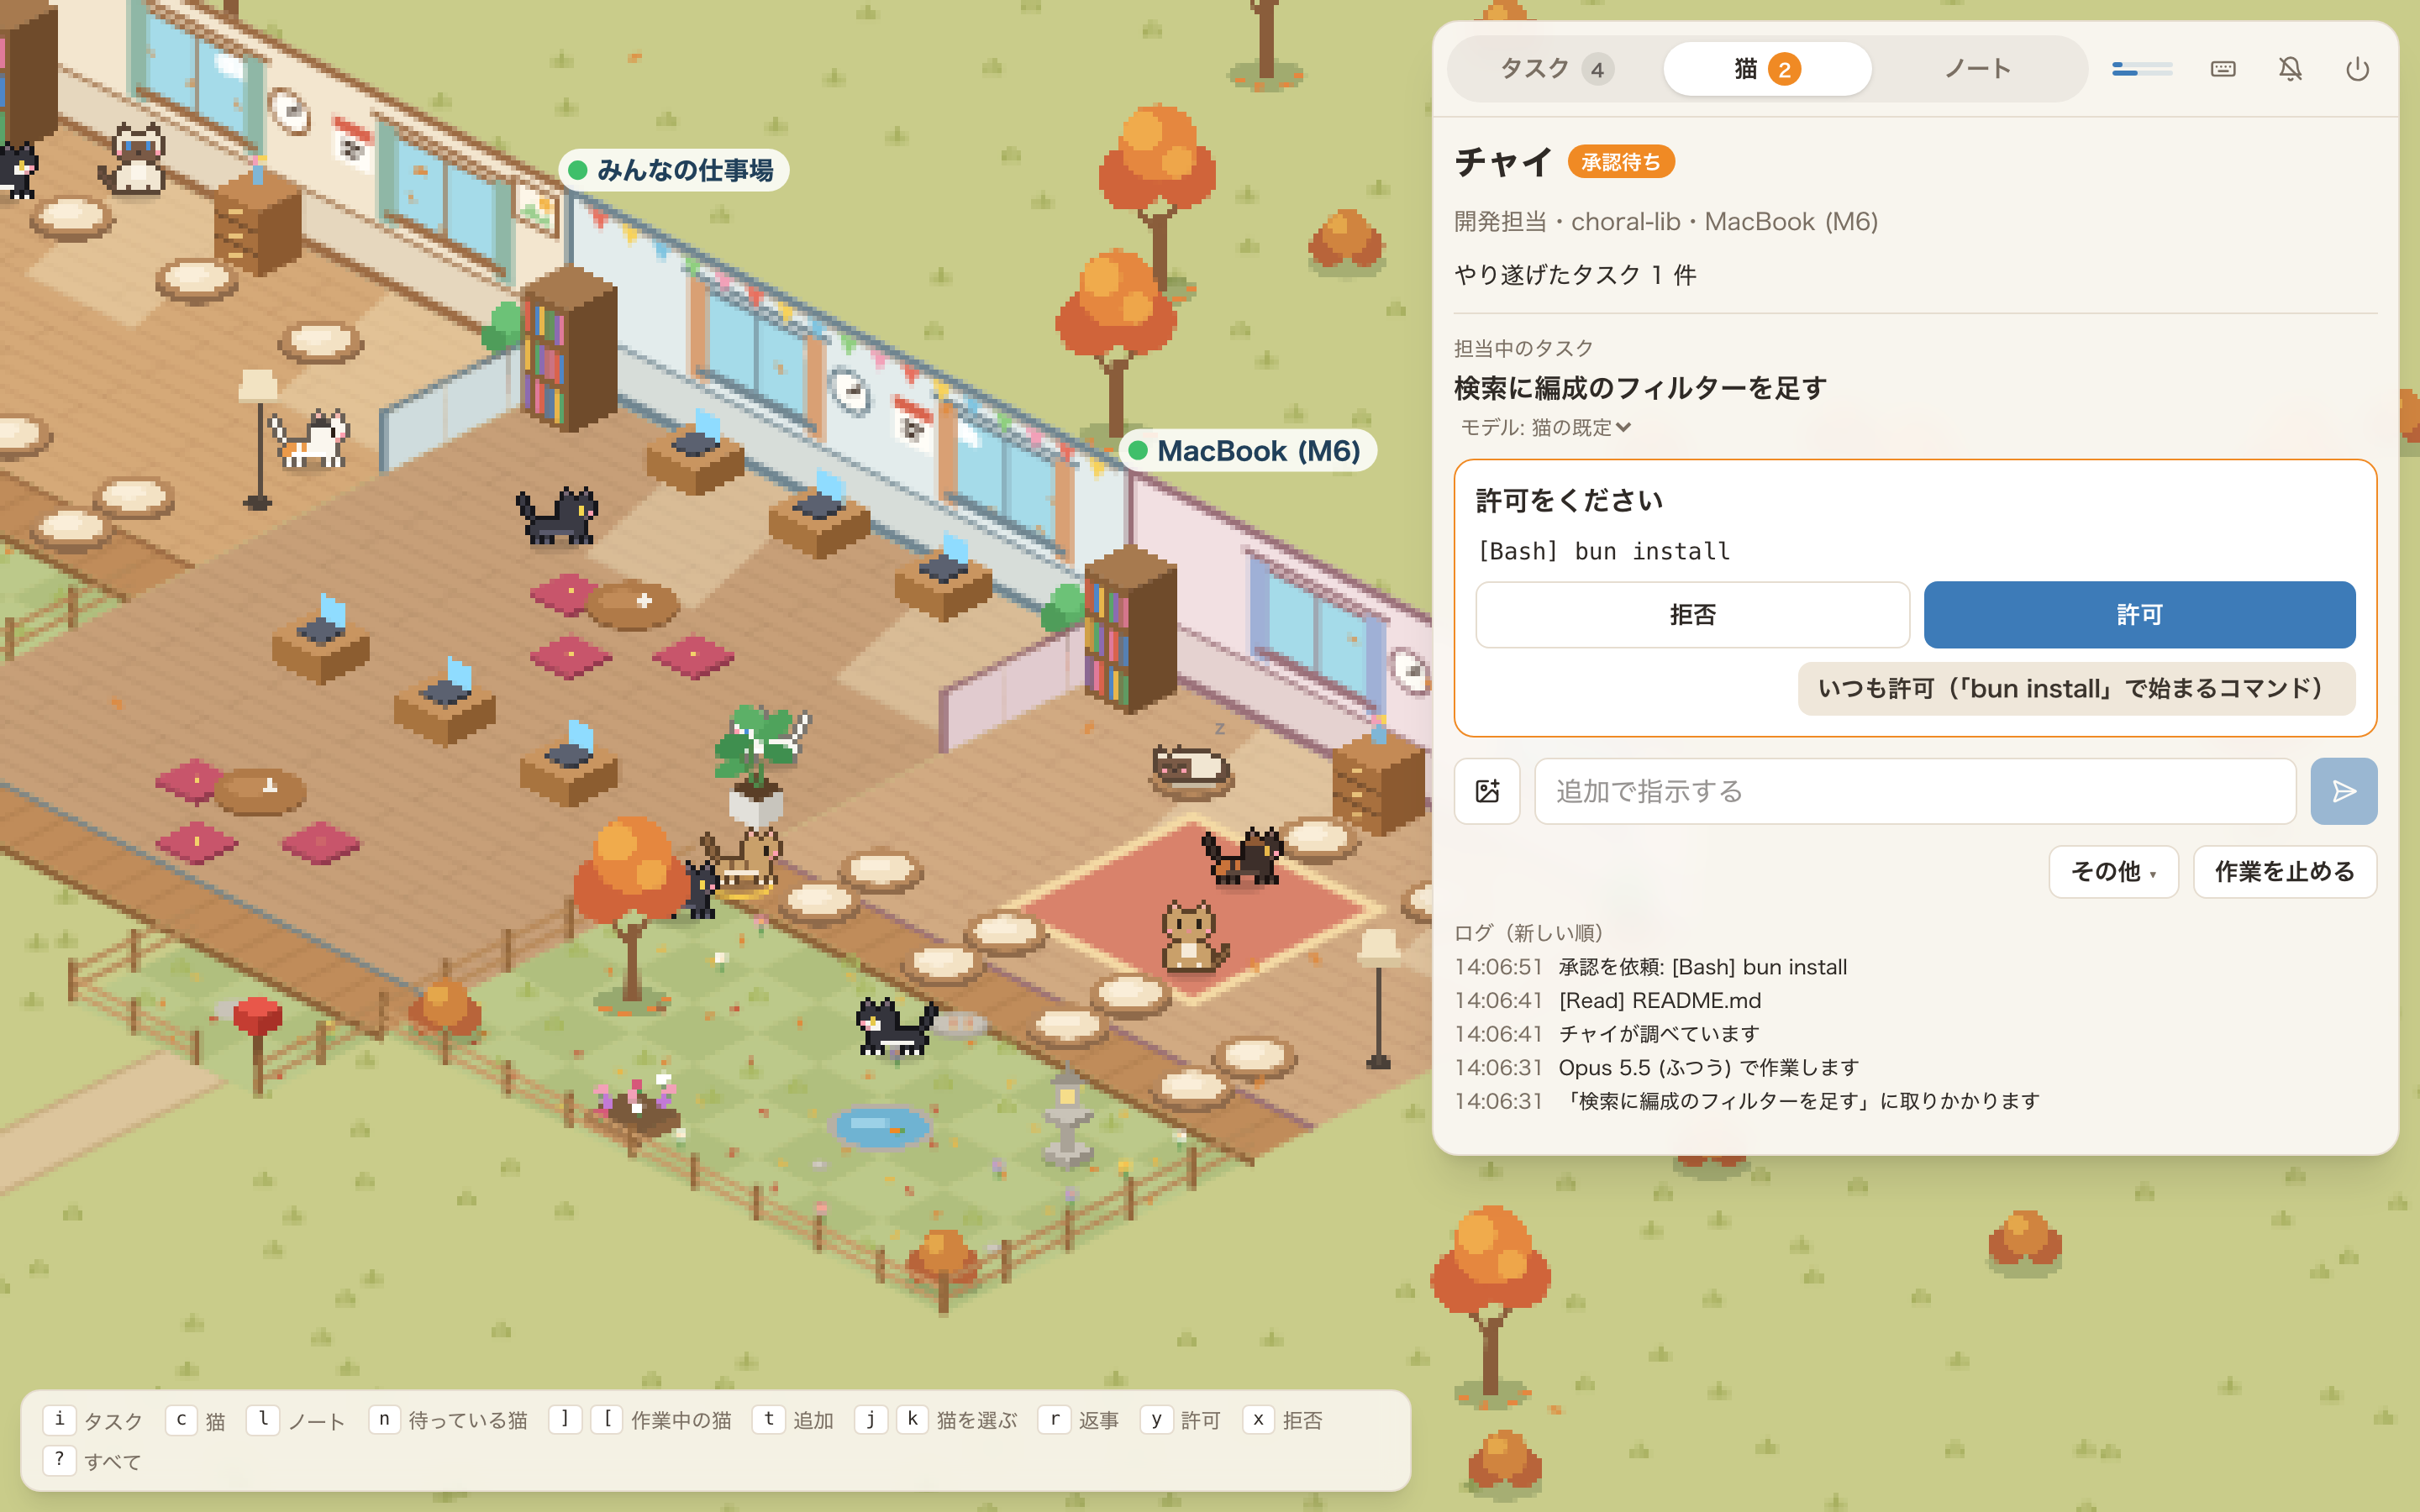 みんなの仕事場
MacBook (M6)
タスク 4
猫 2
ノート
チャイ 承認待ち
開発担当・choral-lib・MacBook (M6)
やり遂げたタスク 1 件
担当中のタスク
検索に編成のフィルターを足す
モデル: 猫の既定
許可をください
[Bash] bun install
拒否
許可
いつも許可（「bun install」で始まるコマンド）
追加で指示する
その他
作業を止める
ログ（新しい順）
14:06:51 承認を依頼: [Bash] bun install
14:06:41 [Read] README.md
14:06:41 チャイが調べています
14:06:31 Opus 5.5 (ふつう) で作業します
14:06:31 「検索に編成のフィルターを足す」に取りかかります
z
i タスク c 猫 l ノート n 待っている猫 ] [ 作業中の猫 t 追加 j k 猫を選ぶ r 返事 y 許可 x 拒否
? すべて